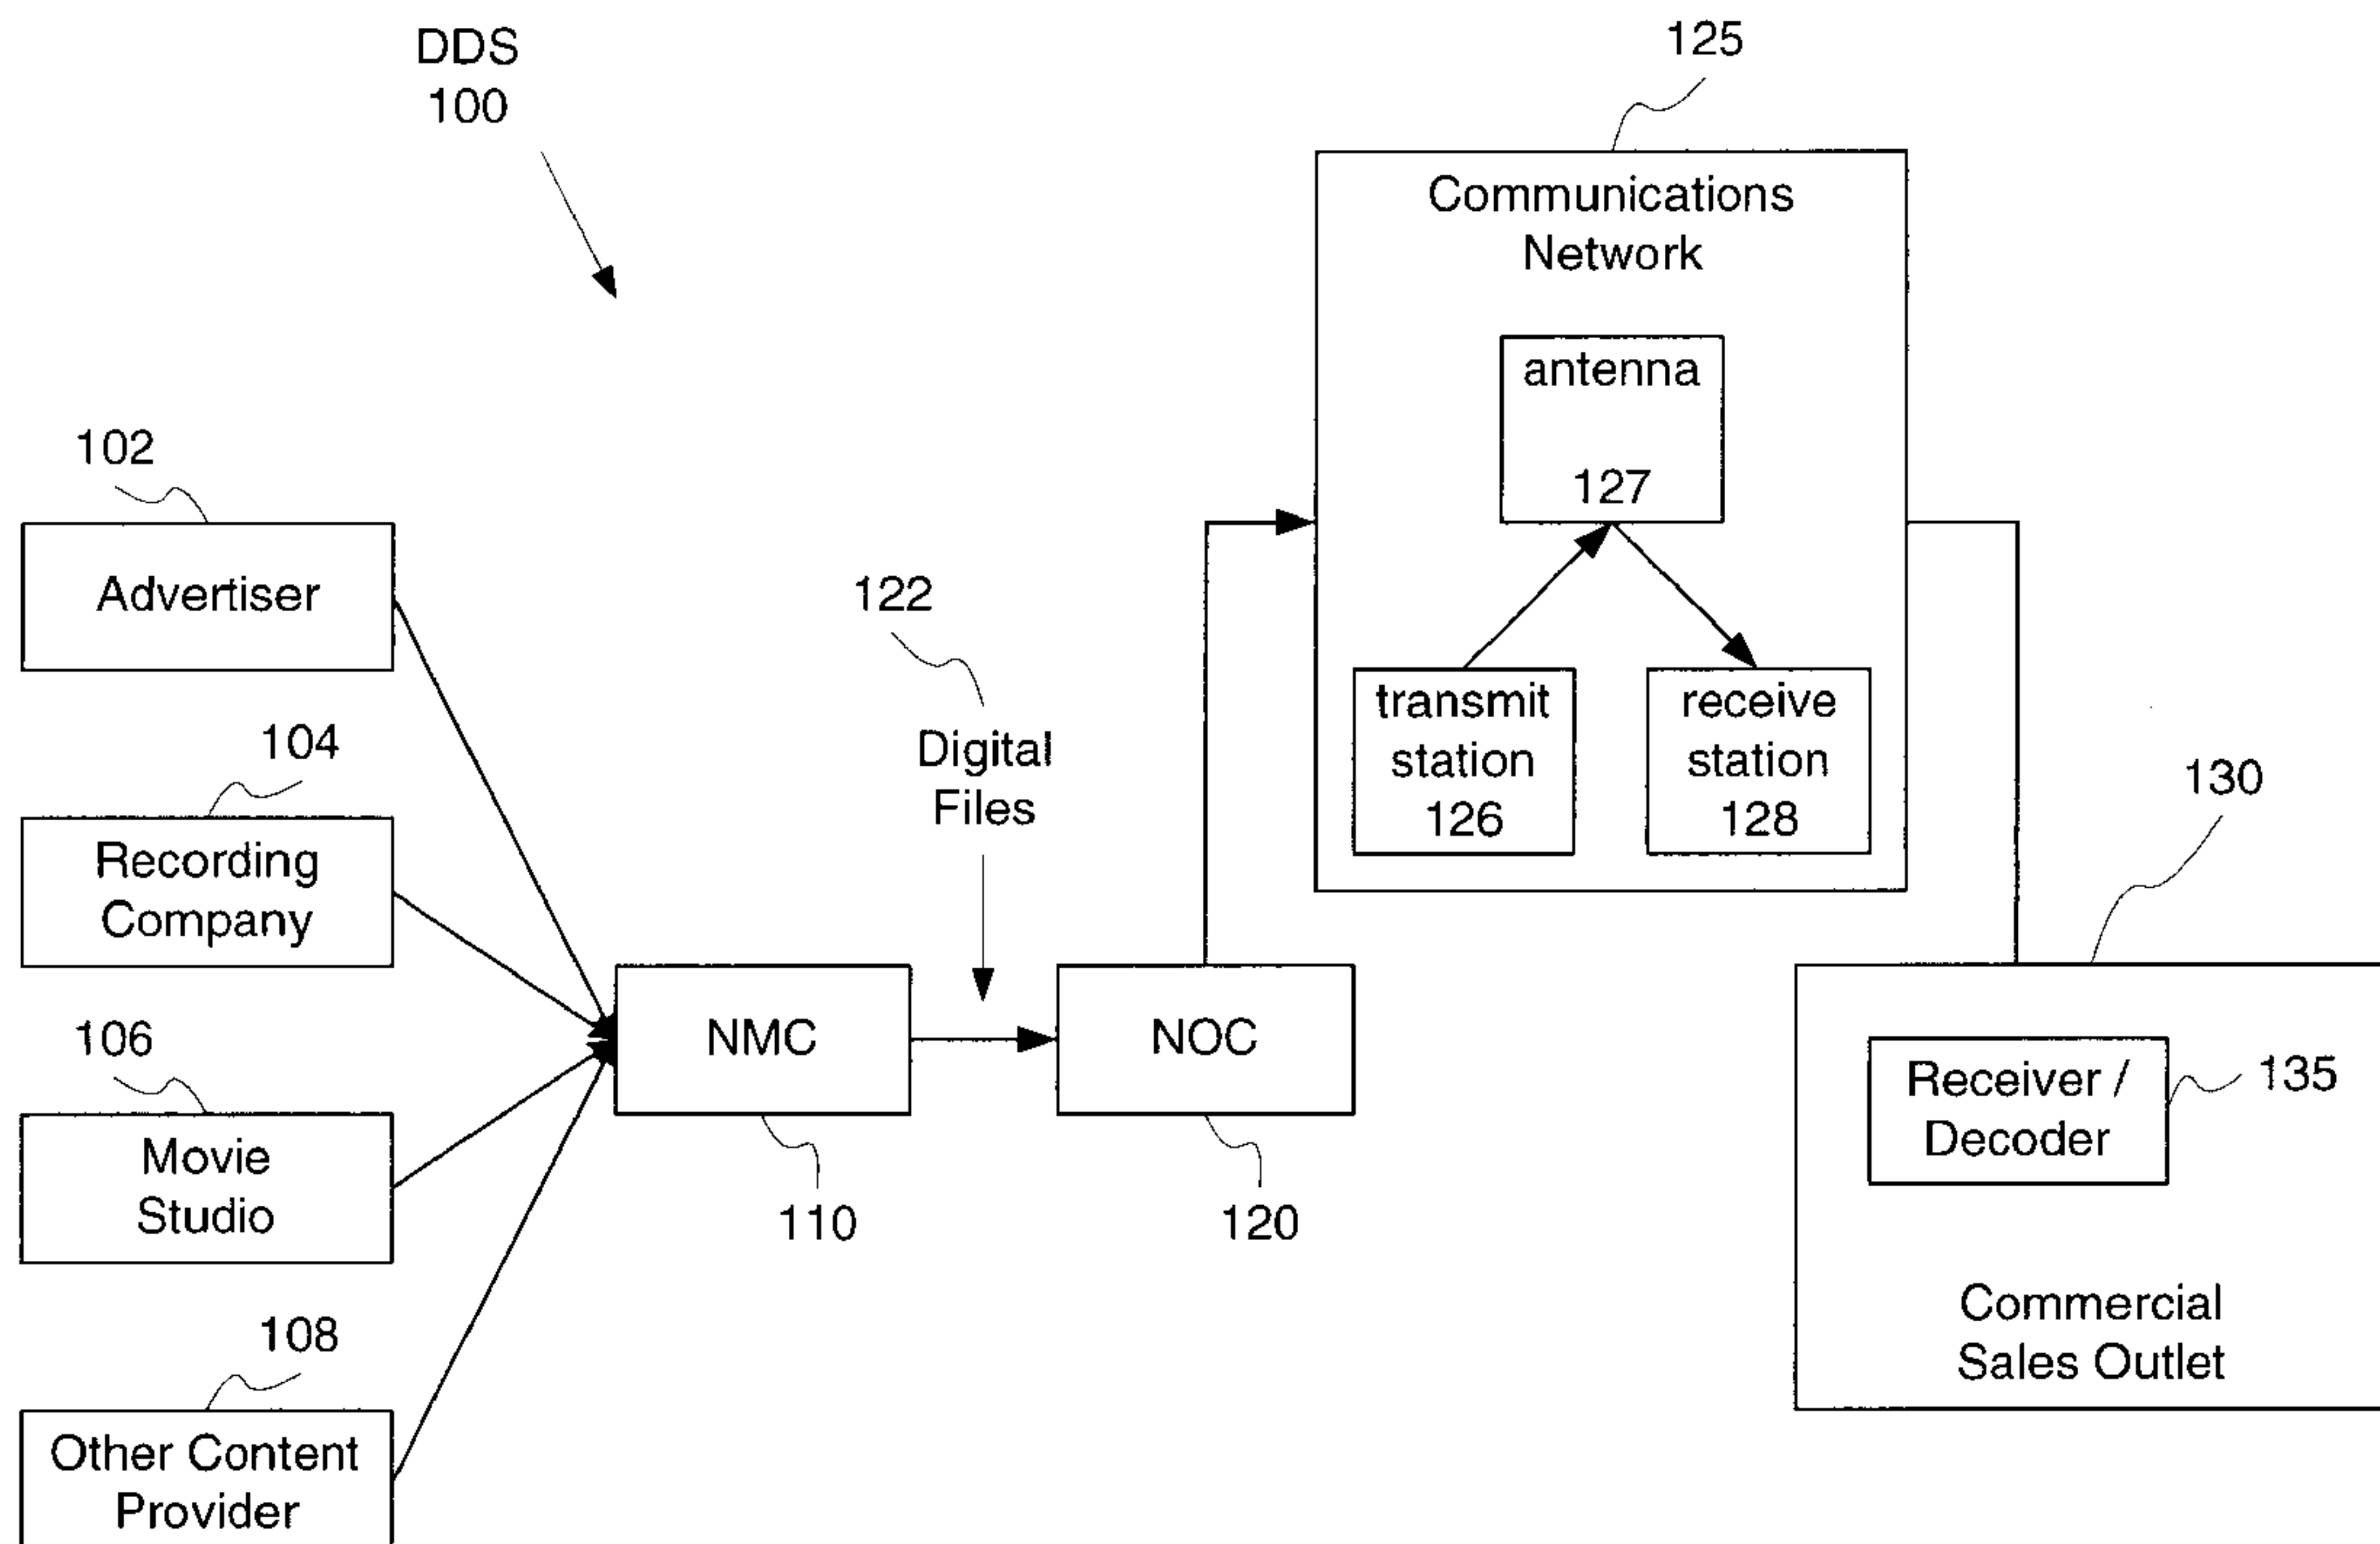 DDS
100
125
Communications
Network
antenna
127
transmit
station
126
receive
station
128
102
Advertiser
104
Recording
Company
106
Movie
Studio
108
Other Content
Provider
122
Digital
Files
NMC
110
NOC
120
130
Receiver /
Decoder
135
Commercial
Sales Outlet